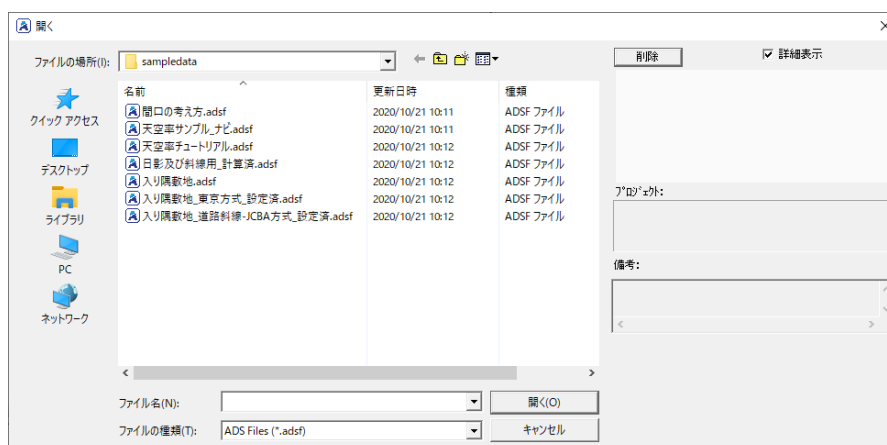 開く
ファイルの場所(I): sampledata
削除
詳細表示
名前 更新日時 種類
間口の考え方.adsf 2020/10/21 10:11 ADSF ファイル
天空率サンプル_ナビ.adsf 2020/10/21 10:11 ADSF ファイル
天空率チュートリアル.adsf 2020/10/21 10:12 ADSF ファイル
日影及び斜線用_計算済.adsf 2020/10/21 10:12 ADSF ファイル
入り隅敷地.adsf 2020/10/21 10:12 ADSF ファイル
入り隅敷地_東京方式_設定済.adsf 2020/10/21 10:12 ADSF ファイル
入り隅敷地_道路斜線-JCBA方式_設定済.adsf 2020/10/21 10:12 ADSF ファイル
クイック アクセス
デスクトップ
ライブラリ
PC
ネットワーク
ﾌﾟﾛｼﾞｪｸﾄ:
備考:
ファイル名(N):
開く(O)
ファイルの種類(T): ADS Files (*.adsf)
キャンセル